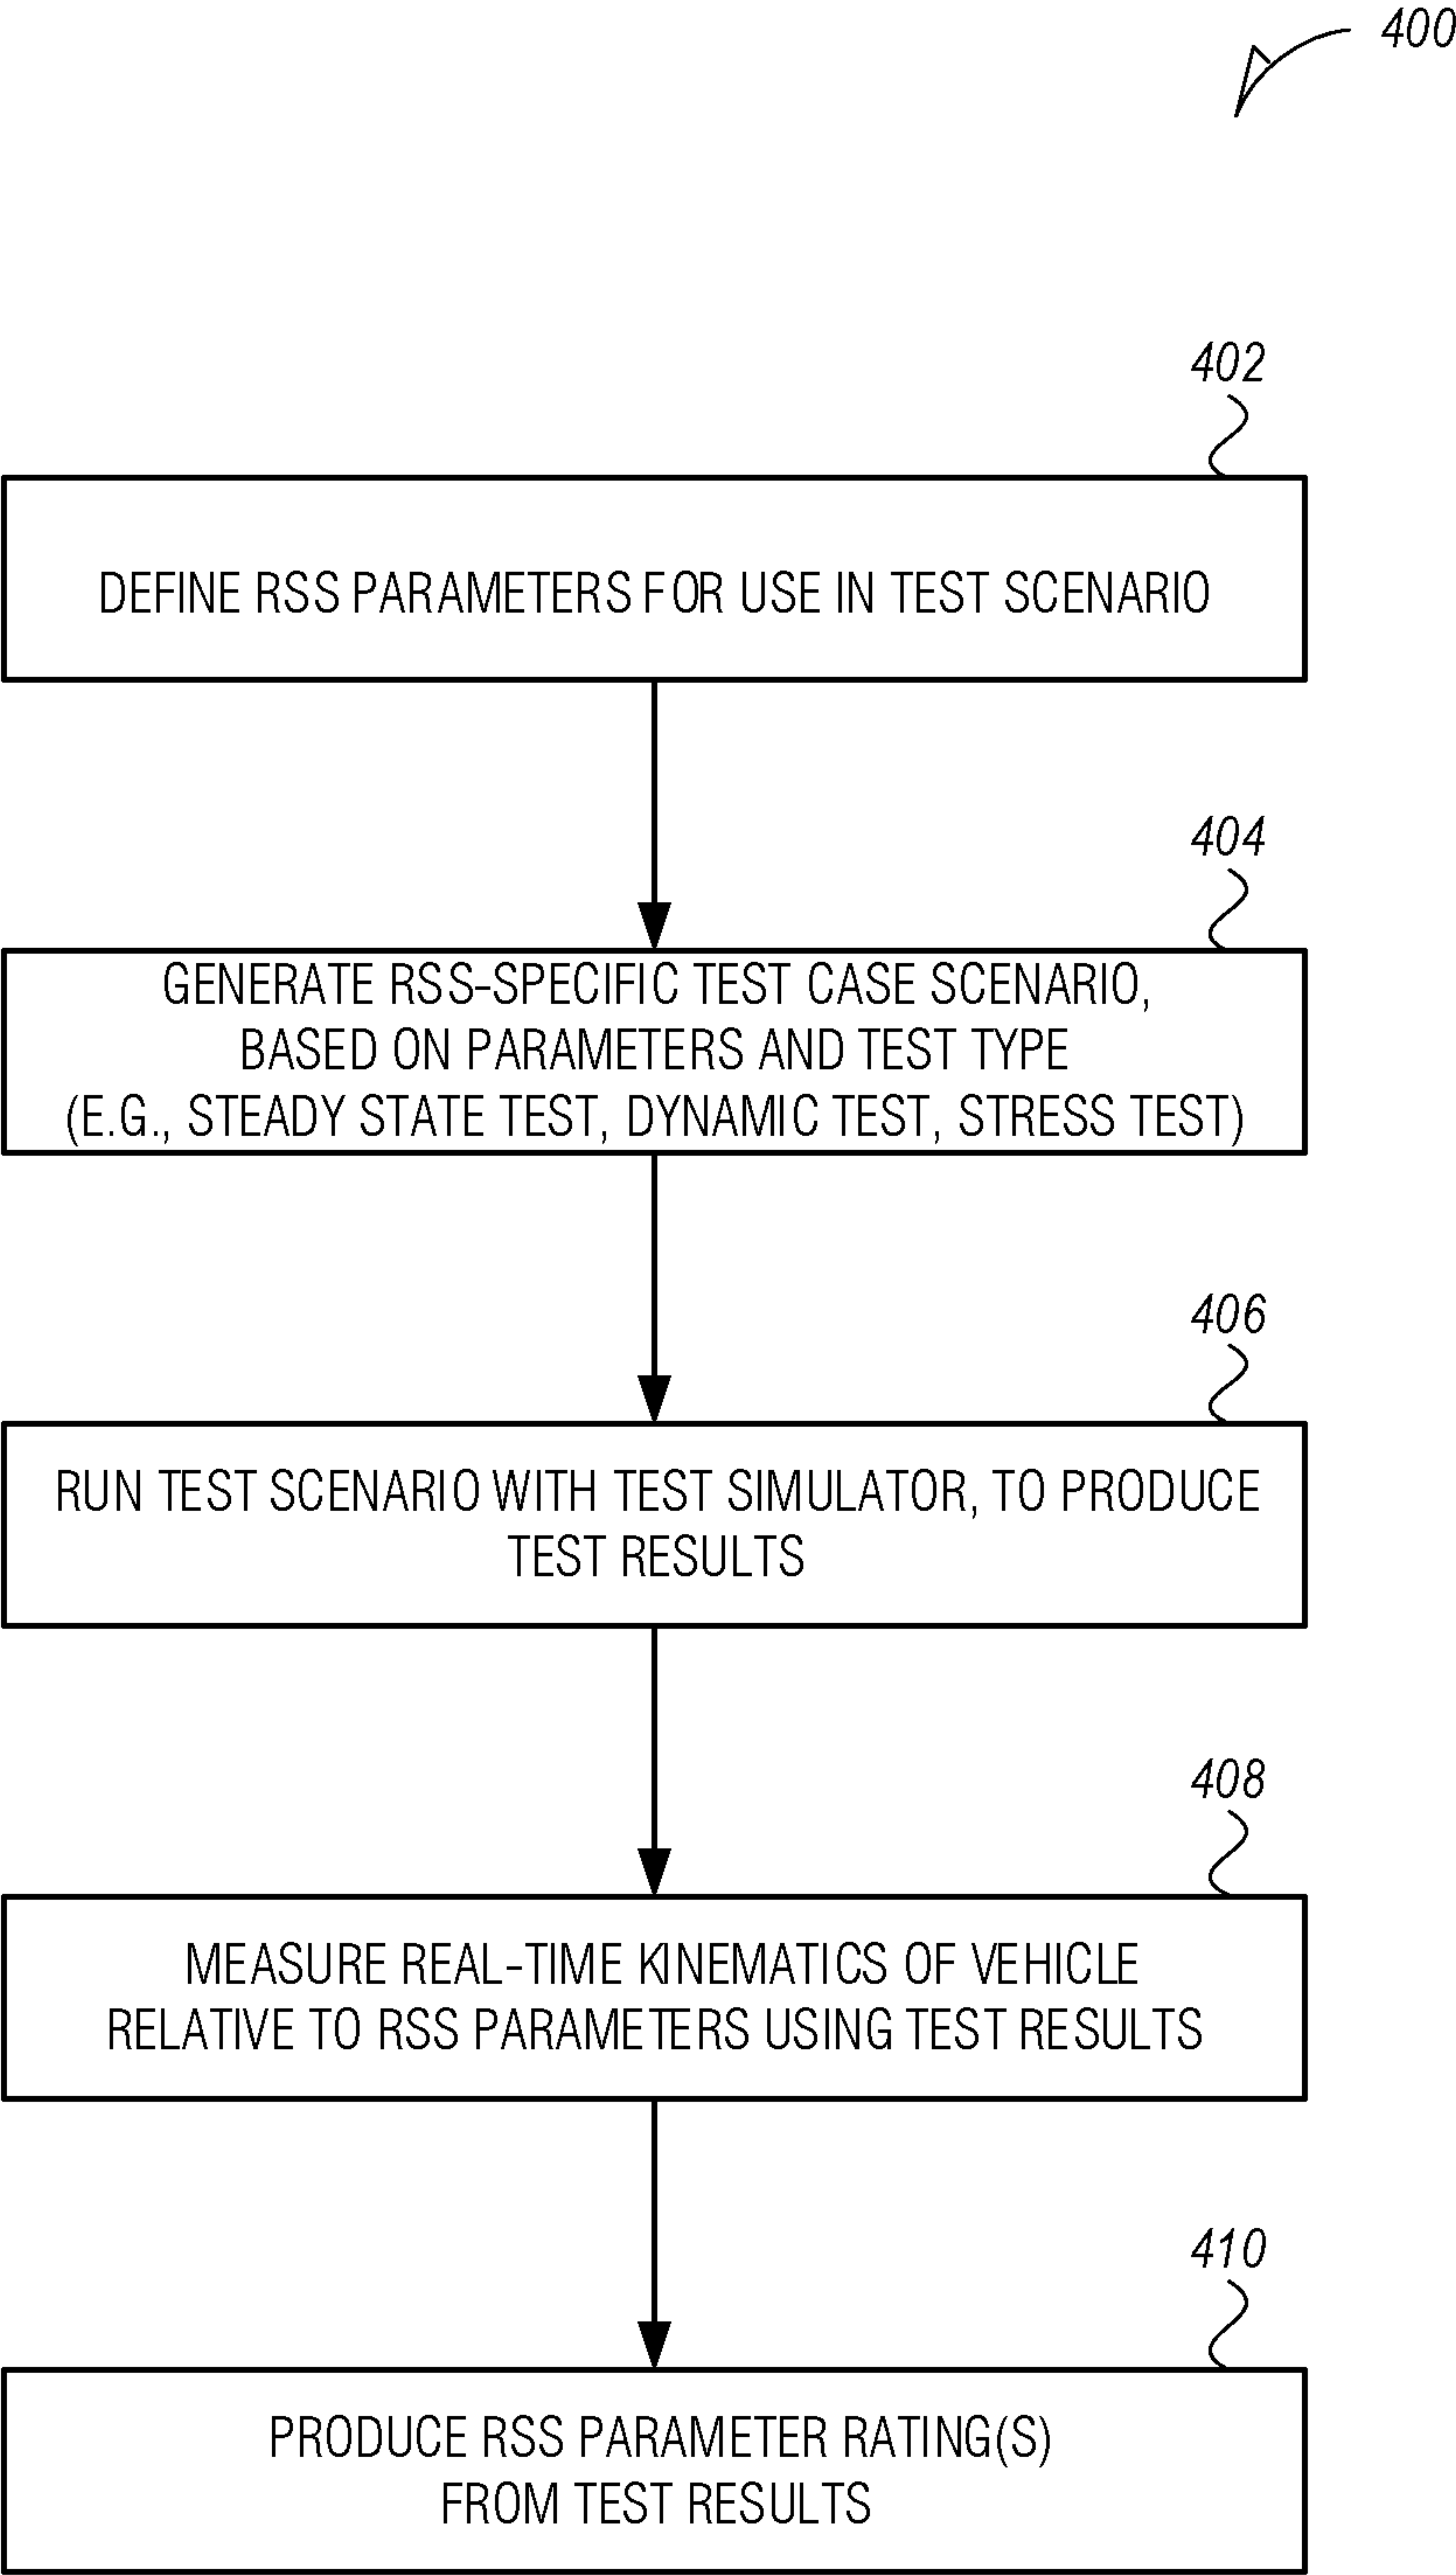 400
402
DEFINE RSS PARAMETERS FOR USE IN TEST SCENARIO
404
GENERATE RSS-SPECIFIC TEST CASE SCENARIO,
BASED ON PARAMETERS AND TEST TYPE
(E.G., STEADY STATE TEST, DYNAMIC TEST, STRESS TEST)
406
RUN TEST SCENARIO WITH TEST SIMULATOR, TO PRODUCE
TEST RESULTS
408
MEASURE REAL-TIME KINEMATICS OF VEHICLE
RELATIVE TO RSS PARAMETERS USING TEST RESULTS
410
PRODUCE RSS PARAMETER RATING(S)
FROM TEST RESULTS